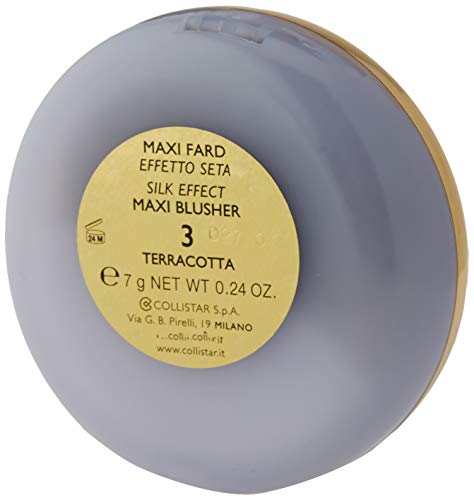 MAXI FARD
EFFETTO SETA
SILK EFFECT
MAXI BLUSHER
3
TERRACOTTA
24 M
℮ 7 g NET WT 0.24 OZ.
COLLISTAR S.p.A.
Via G. B. Pirelli, 19 MILANO
www.collistar.it